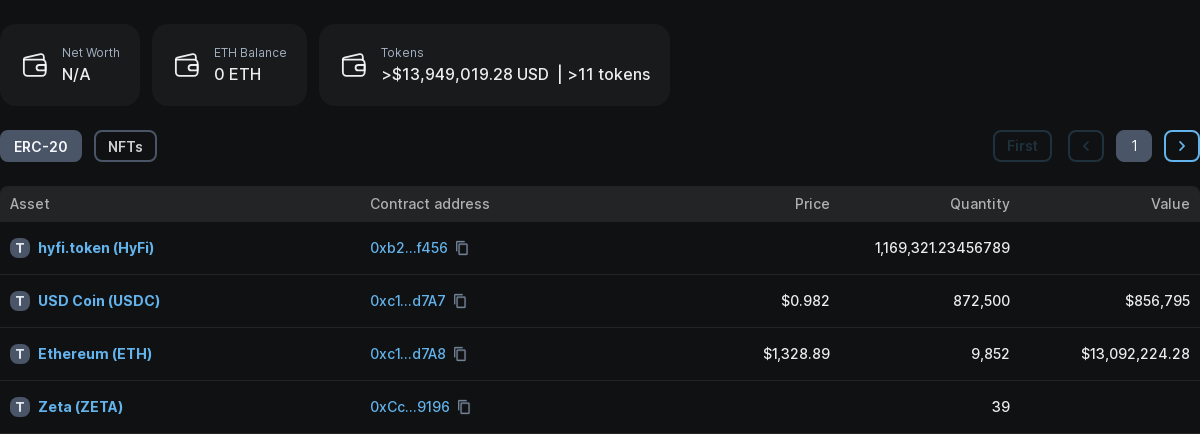 Net Worth
N/A
ETH Balance
0 ETH
Tokens
>$13,949,019.28 USD | >11 tokens
ERC-20 NFTs First 1
Asset Contract address Price Quantity Value
T hyfi.token (HyFi) 0xb2...f456 1,169,321.23456789
T USD Coin (USDC) 0xc1...d7A7 $0.982 872,500 $856,795
T Ethereum (ETH) 0xc1...d7A8 $1,328.89 9,852 $13,092,224.28
T Zeta (ZETA) 0xCc...9196 39